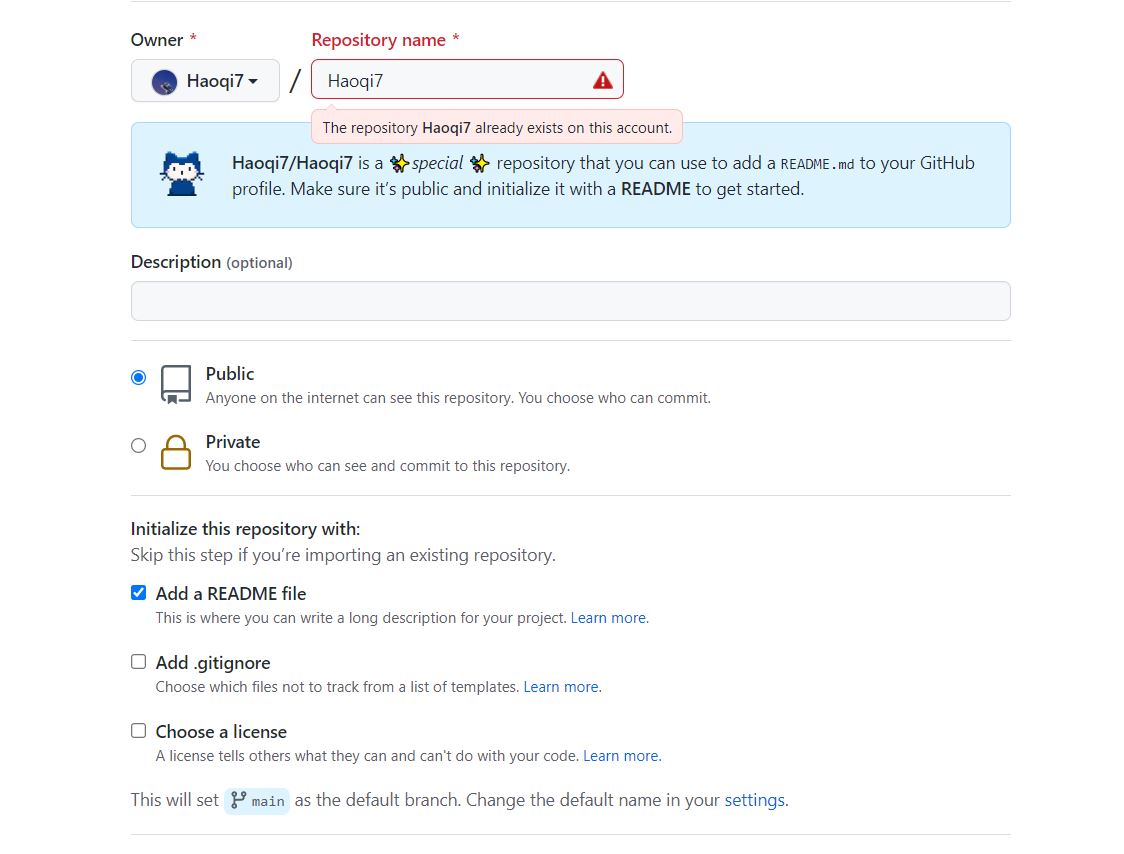 Owner *
Repository name *
Haoqi7
/
Haoqi7
The repository Haoqi7 already exists on this account.
Haoqi7/Haoqi7 is a ✨special ✨ repository that you can use to add a README.md to your GitHub
profile. Make sure it’s public and initialize it with a README to get started.
Description (optional)
Public
Anyone on the internet can see this repository. You choose who can commit.
Private
You choose who can see and commit to this repository.
Initialize this repository with:
Skip this step if you’re importing an existing repository.
Add a README file
This is where you can write a long description for your project. Learn more.
Add .gitignore
Choose which files not to track from a list of templates. Learn more.
Choose a license
A license tells others what they can and can't do with your code. Learn more.
This will set main as the default branch. Change the default name in your settings.